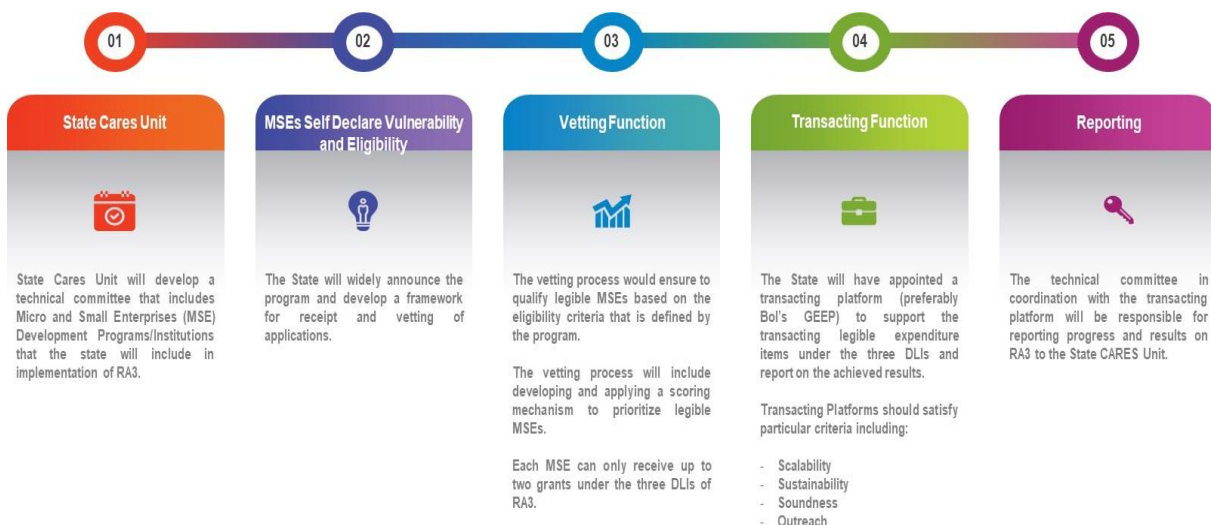 01
02
03
04
05
State Cares Unit
State Cares Unit will develop a
technical committee that includes
Micro and Small Enterprises (MSE)
Development Programs/Institutions
that the state will include in
implementation of RA3.
MSEs Self Declare Vulnerability
and Eligibility
The State will widely announce the
program and develop a framework
for receipt and vetting of
applications.
Vetting Function
The vetting process would ensure to
qualify legible MSEs based on the
eligibility criteria that is defined by
the program.
The vetting process will include
developing and applying a scoring
mechanism to prioritize legible
MSEs.
Each MSE can only receive up to
two grants under the three DLIs of
RA3.
Transacting Function
The State will have appointed a
transacting platform (preferably
BoI's GEEP) to support the
transacting legible expenditure
items under the three DLIs and
report on the achieved results.
Transacting Platforms should satisfy
particular criteria including:
- Scalability
- Sustainability
- Soundness
- Outreach
Reporting
The technical committee in
coordination with the transacting
platform will be responsible for
reporting progress and results on
RA3 to the State CARES Unit.